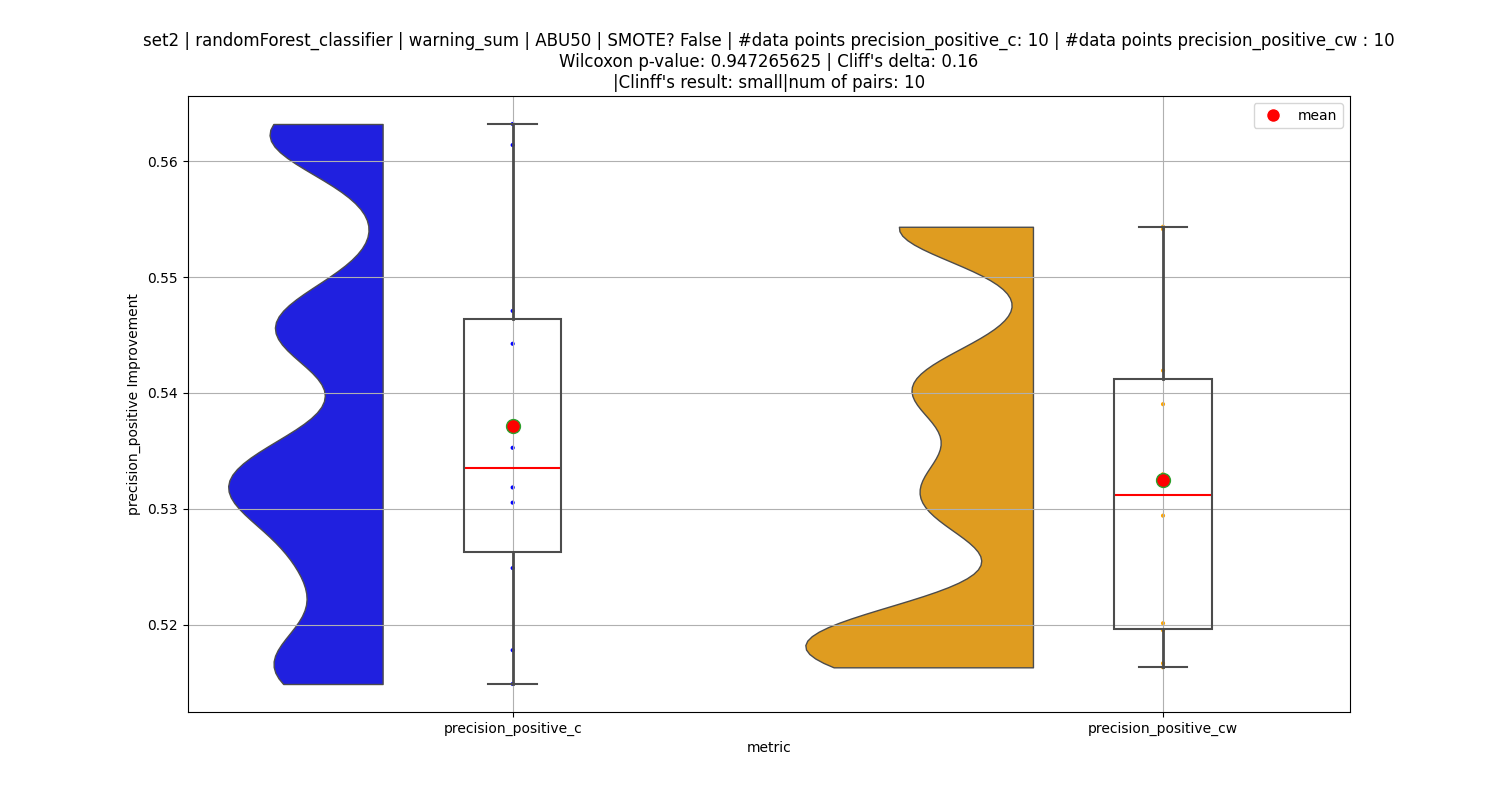 set2 | randomForest_classifier | warning_sum | ABU50 | SMOTE? False | #data points precision_positive_c: 10 | #data points precision_positive_cw : 10
Wilcoxon p-value: 0.947265625 | Cliff's delta: 0.16
|Clinff's result: small|num of pairs: 10
mean
0.56
0.55
0.54
0.53
0.52
precision_positive Improvement
precision_positive_c
precision_positive_cw
metric